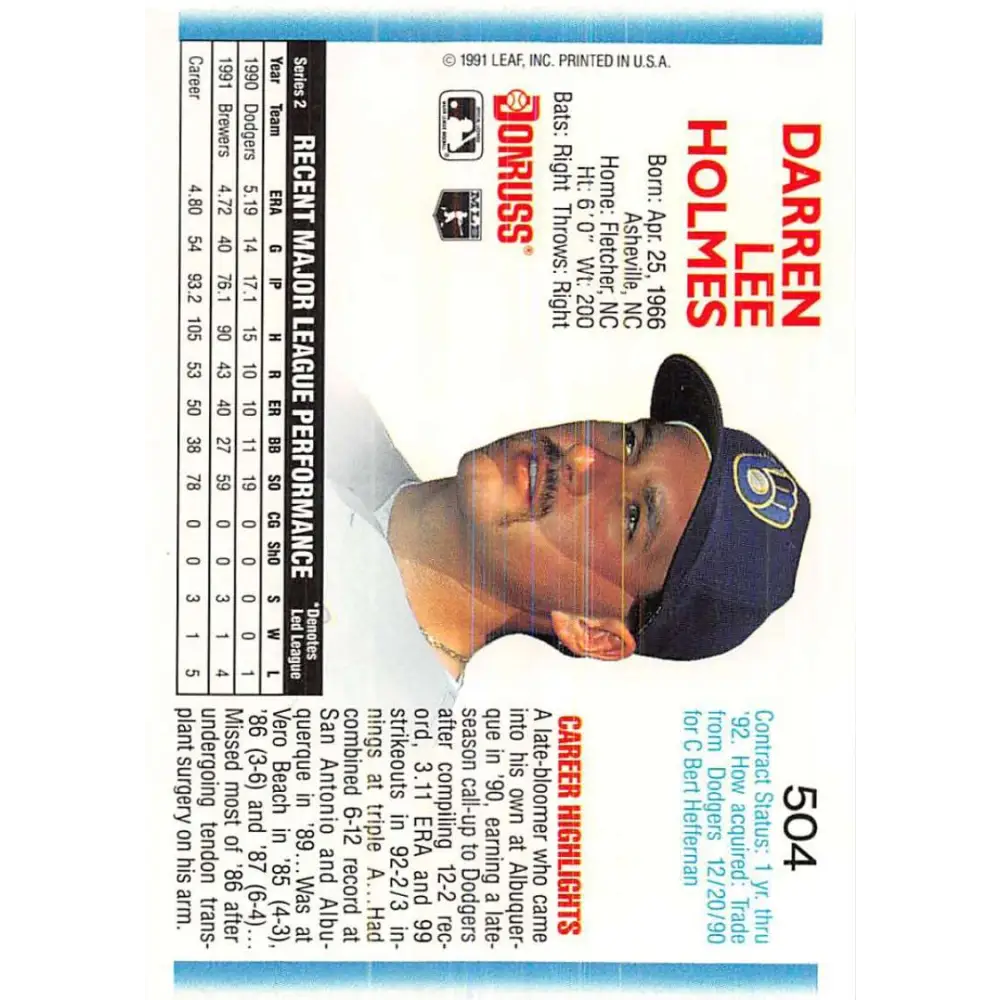 DARREN
LEE
HOLMES
Born: Apr. 25, 1966
Asheville, NC
Home: Fletcher, NC
Ht: 6'0" Wt: 200
Bats: Right Throws: Right
DONRUSS®
MLB
© 1991 LEAF, INC. PRINTED IN U.S.A.
504
Contract Status: 1 yr. thru
'92. How acquired: Trade
from Dodgers 12/20/90
for C Bert Heffernan
CAREER HIGHLIGHTS
A late-bloomer who came
into his own at Albuquer-
que in '90, earning a late-
season call-up to Dodgers
after compiling 12-2 rec-
ord, 3.11 ERA and 99
strikeouts in 92-2/3 in-
nings at triple A...Had
combined 6-12 record at
San Antonio and Albu-
querque in '89...Was at
Vero Beach in '85 (4-3),
'86 (3-6) and '87 (6-4)...
Missed most of '86 after
undergoing tendon trans-
plant surgery on his arm.
Series 2 RECENT MAJOR LEAGUE PERFORMANCE *Denotes Led League
Year Team ERA G IP H R ER BB SO CG Sho S W L
1990 Dodgers 5.19 14 17.1 15 10 10 11 19 0 0 0 0 1
1991 Brewers 4.72 40 76.1 90 43 40 27 59 0 0 3 1 4
Career 4.80 54 93.2 105 53 50 38 78 0 0 3 1 5